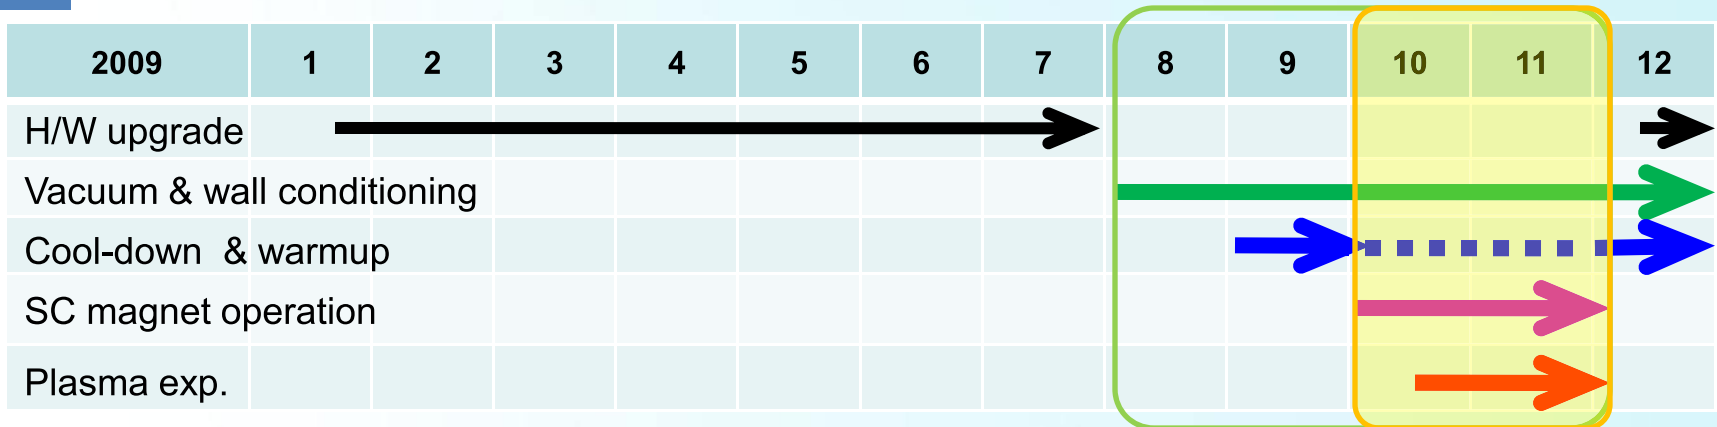 2009 1 2 3 4 5 6 7 8 9 10 11 12
H/W upgrade
Vacuum & wall conditioning
Cool-down & warmup
SC magnet operation
Plasma exp.